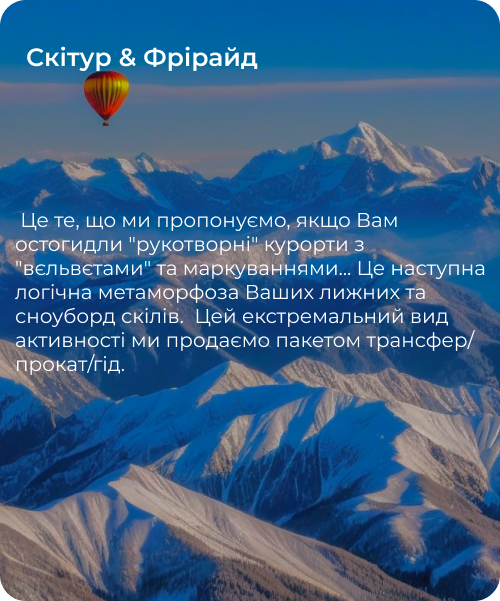 Скітур & Фрірайд
Це те, що ми пропонуємо, якщо Вам
остогидли "рукотворні" курорти з
"вєльвєтами" та маркуваннями... Це наступна
логічна метаморфоза Ваших лижних та
сноуборд скілів.  Цей екстремальний вид
активності ми продаємо пакетом трансфер/
прокат/гід.